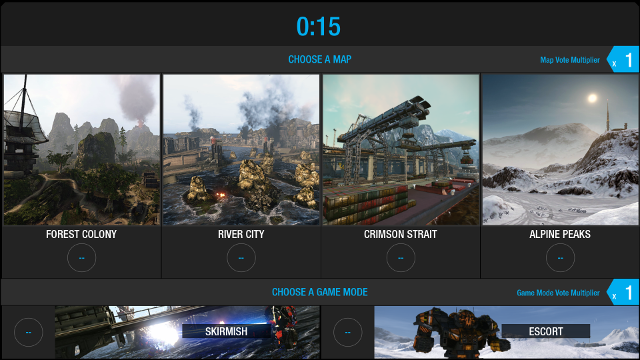 0:15
CHOOSE A MAP
Map Vote Multiplier x 1
FOREST COLONY
RIVER CITY
CRIMSON STRAIT
ALPINE PEAKS
-- -- -- --
CHOOSE A GAME MODE
Game Mode Vote Multiplier x 1
-- SKIRMISH -- ESCORT